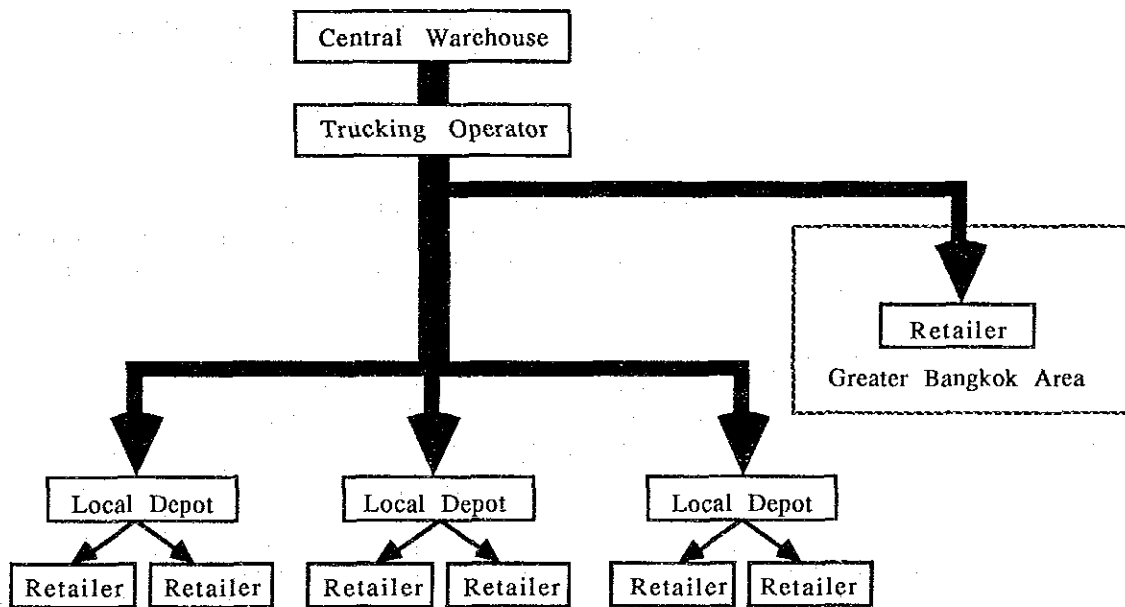 Central Warehouse
Trucking Operator
Retailer
Greater Bangkok Area
Local Depot
Local Depot
Local Depot
Retailer
Retailer
Retailer
Retailer
Retailer
Retailer